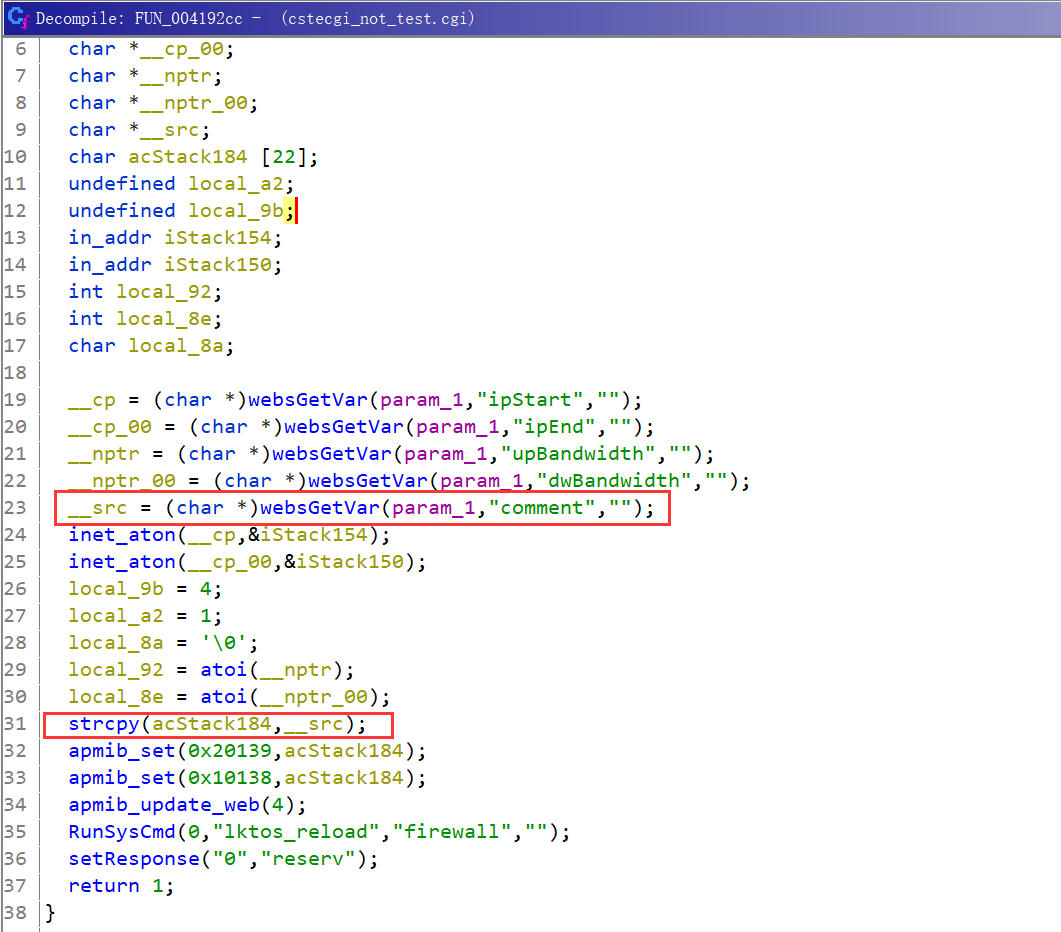 Decompile: FUN_004192cc - (cstecgi_not_test.cgi)
6 char *__cp_00;
7 char *__nptr;
8 char *__nptr_00;
9 char *__src;
10 char acStack184 [22];
11 undefined local_a2;
12 undefined local_9b;
13 in_addr iStack154;
14 in_addr iStack150;
15 int local_92;
16 int local_8e;
17 char local_8a;
18
19 __cp = (char *)websGetVar(param_1,"ipStart","");
20 __cp_00 = (char *)websGetVar(param_1,"ipEnd","");
21 __nptr = (char *)websGetVar(param_1,"upBandwidth","");
22 __nptr_00 = (char *)websGetVar(param_1,"dwBandwidth","");
23 __src = (char *)websGetVar(param_1,"comment","");
24 inet_aton(__cp,&iStack154);
25 inet_aton(__cp_00,&iStack150);
26 local_9b = 4;
27 local_a2 = 1;
28 local_8a = '\0';
29 local_92 = atoi(__nptr);
30 local_8e = atoi(__nptr_00);
31 strcpy(acStack184,__src);
32 apmib_set(0x20139,acStack184);
33 apmib_set(0x10138,acStack184);
34 apmib_update_web(4);
35 RunSysCmd(0,"lktos_reload","firewall","");
36 setResponse("0","reserv");
37 return 1;
38 }